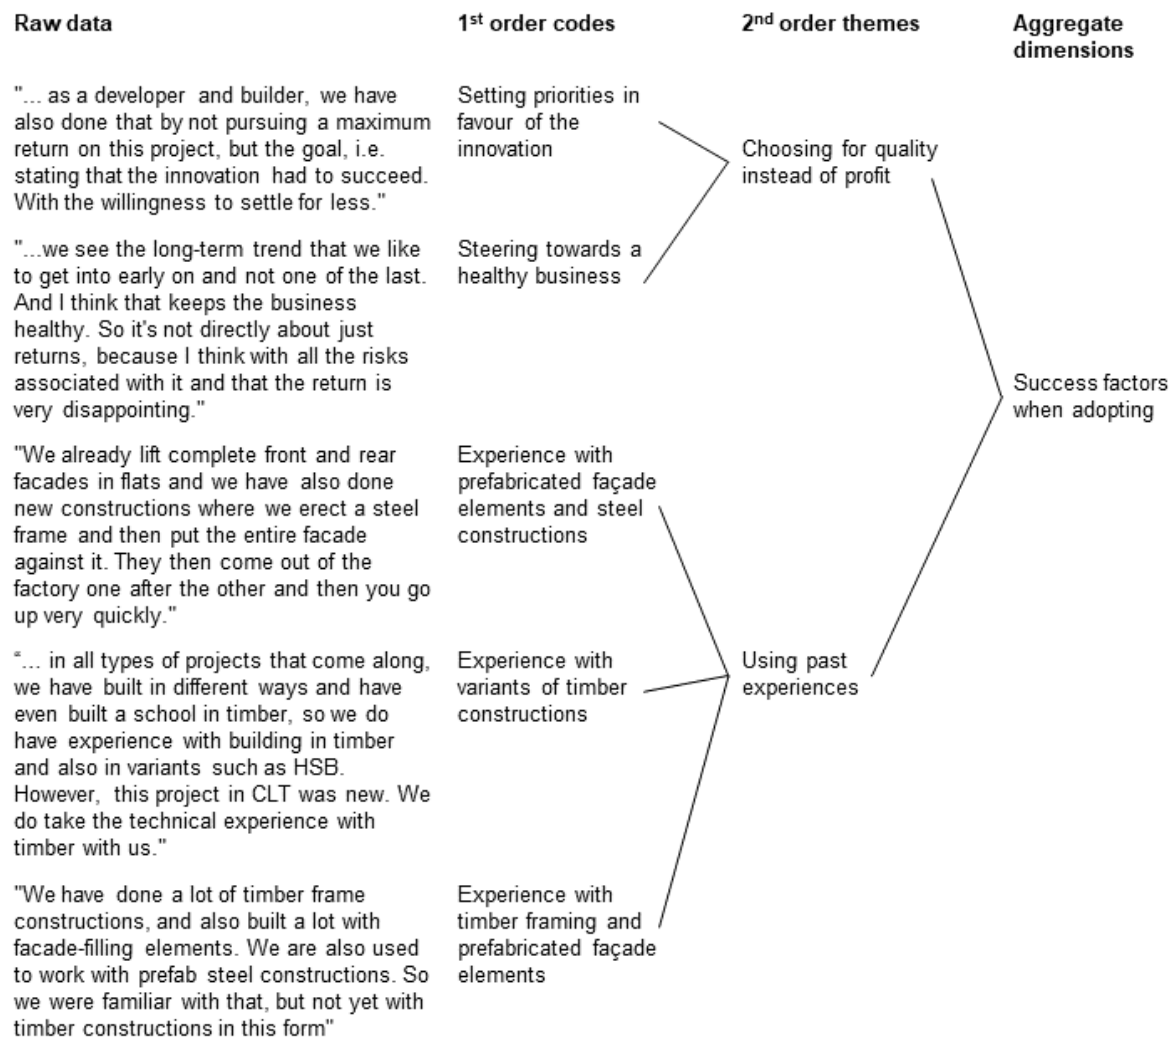 Raw data
1st order codes
2nd order themes
Aggregate
dimensions
"... as a developer and builder, we have
also done that by not pursuing a maximum
return on this project, but the goal, i.e.
stating that the innovation had to succeed.
With the willingness to settle for less."
Setting priorities in
favour of the
innovation
Choosing for quality
instead of profit
"...we see the long-term trend that we like
to get into early on and not one of the last.
And I think that keeps the business
healthy. So it's not directly about just
returns, because I think with all the risks
associated with it and that the return is
very disappointing."
Steering towards a
healthy business
Success factors
when adopting
"We already lift complete front and rear
facades in flats and we have also done
new constructions where we erect a steel
frame and then put the entire facade
against it. They then come out of the
factory one after the other and then you go
up very quickly."
Experience with
prefabricated façade
elements and steel
constructions
“... in all types of projects that come along,
we have built in different ways and have
even built a school in timber, so we do
have experience with building in timber
and also in variants such as HSB.
However, this project in CLT was new. We
do take the technical experience with
timber with us."
Experience with
variants of timber
constructions
Using past
experiences
"We have done a lot of timber frame
constructions, and also built a lot with
facade-filling elements. We are also used
to work with prefab steel constructions. So
we were familiar with that, but not yet with
timber constructions in this form"
Experience with
timber framing and
prefabricated façade
elements